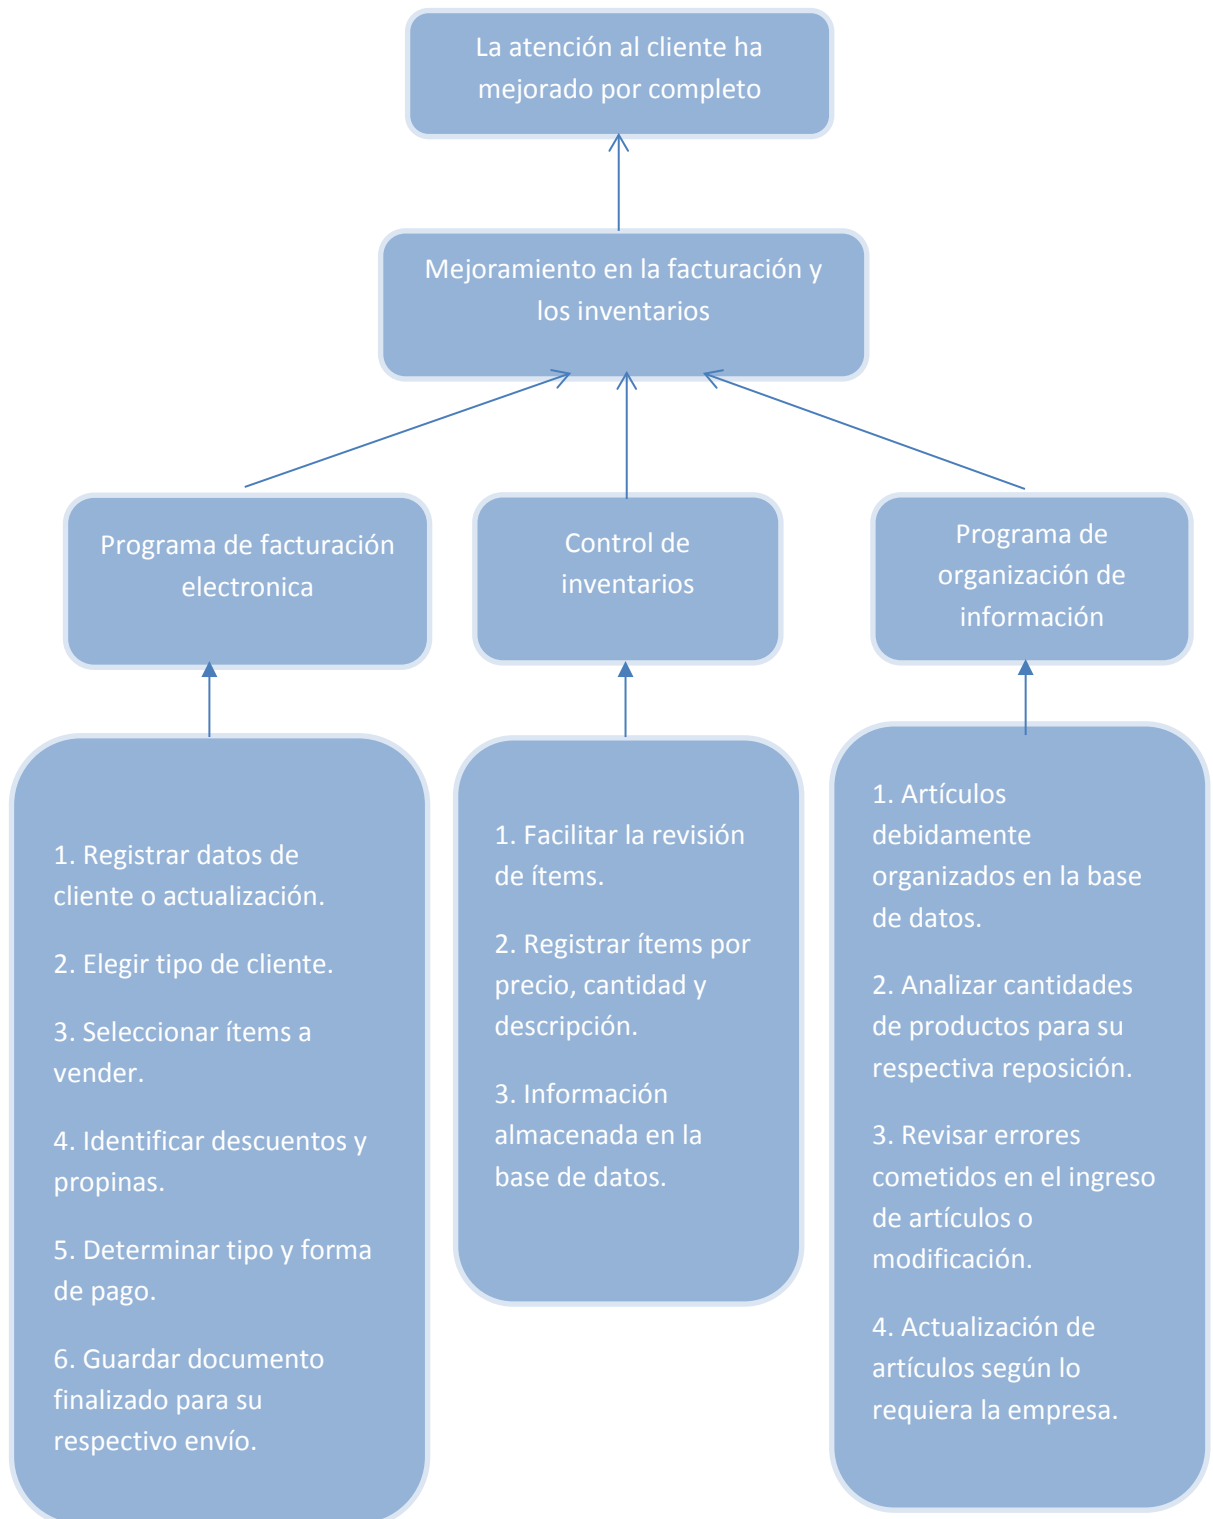 La atención al cliente ha
mejorado por completo
Mejoramiento en la facturación y
los inventarios
Programa de facturación
electronica
Control de
inventarios
Programa de
organización de
información
1. Registrar datos de
cliente o actualización.
2. Elegir tipo de cliente.
3. Seleccionar ítems a
vender.
4. Identificar descuentos y
propinas.
5. Determinar tipo y forma
de pago.
6. Guardar documento
finalizado para su
respectivo envío.
1. Facilitar la revisión
de ítems.
2. Registrar ítems por
precio, cantidad y
descripción.
3. Información
almacenada en la
base de datos.
1. Artículos
debidamente
organizados en la base
de datos.
2. Analizar cantidades
de productos para su
respectiva reposición.
3. Revisar errores
cometidos en el ingreso
de artículos o
modificación.
4. Actualización de
artículos según lo
requiera la empresa.